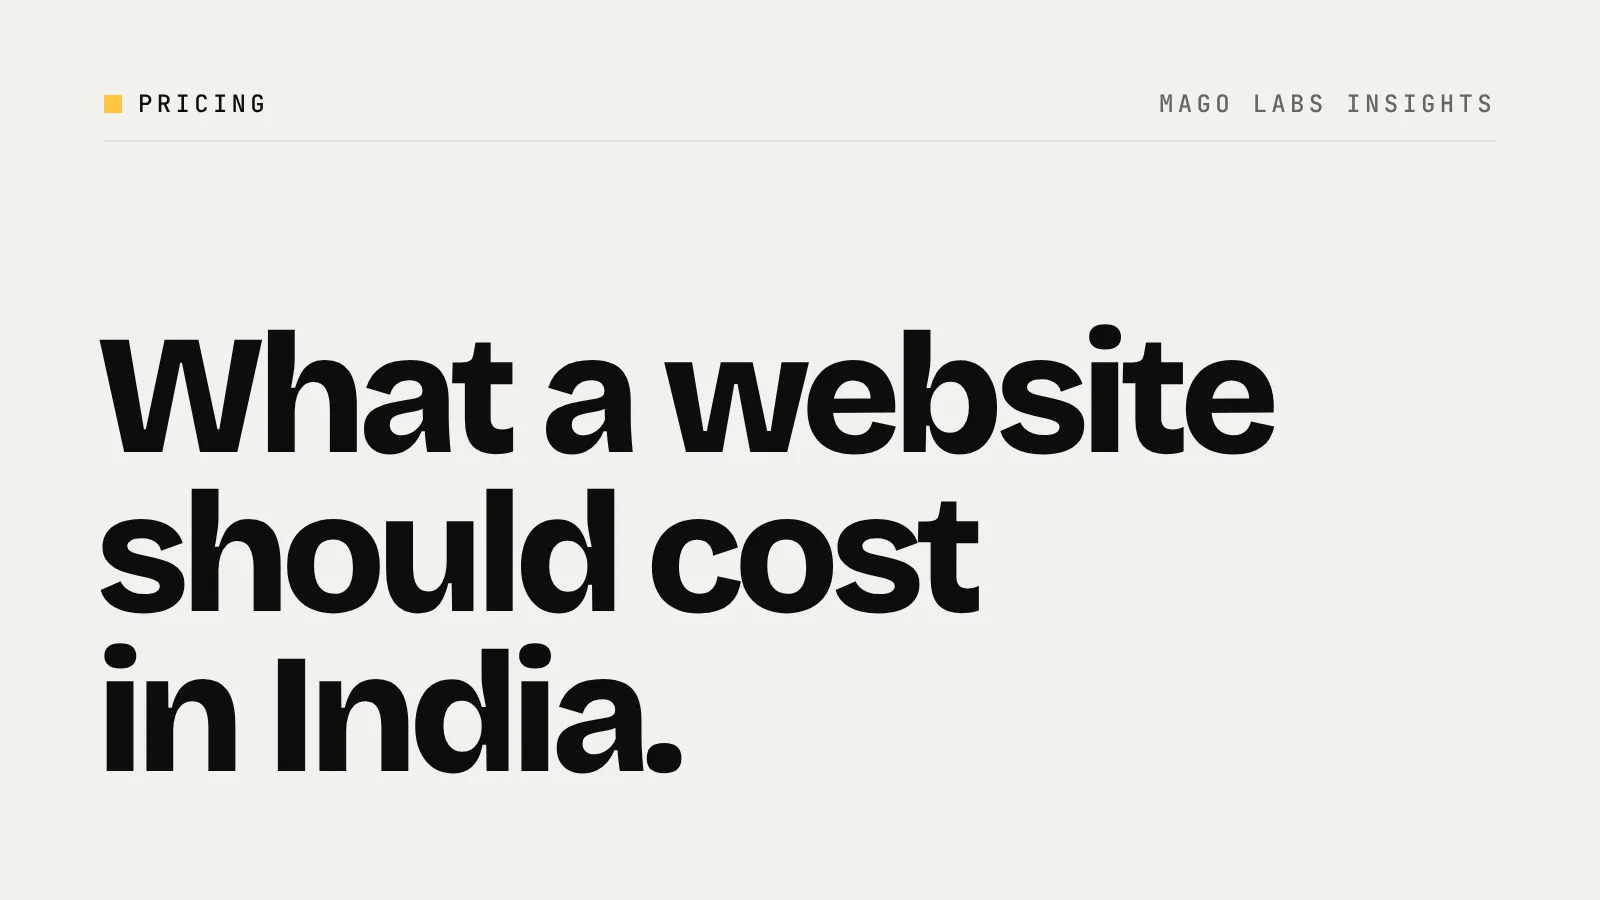 PRICING
MAGO LABS INSIGHTS
What a website
should cost
in India.